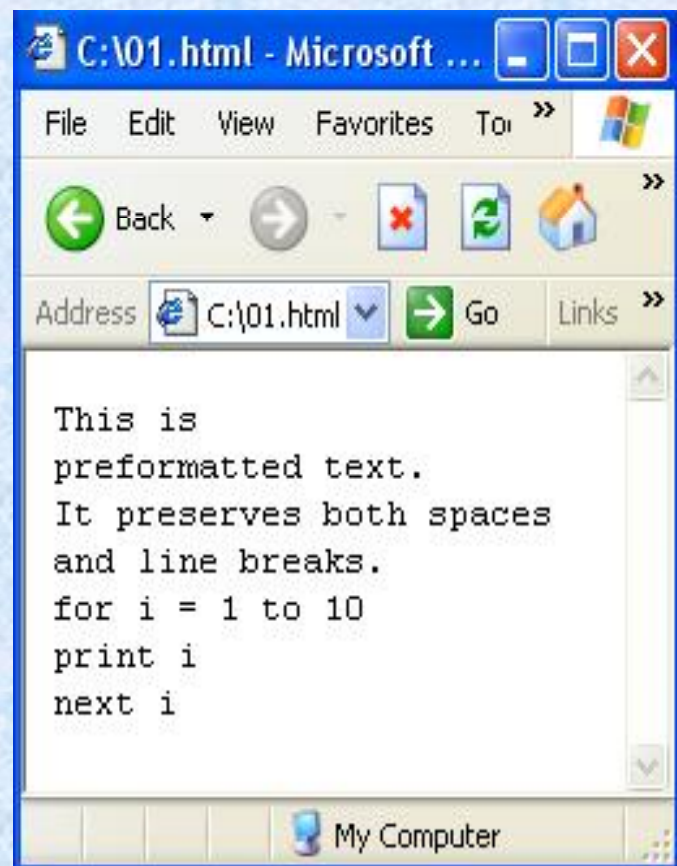 C:\01.html - Microsoft ...
File Edit View Favorites »
Back »
Address C:\01.html Go Links »
This is
preformatted text.
It preserves both spaces
and line breaks.
for i = 1 to 10
print i
next i
My Computer